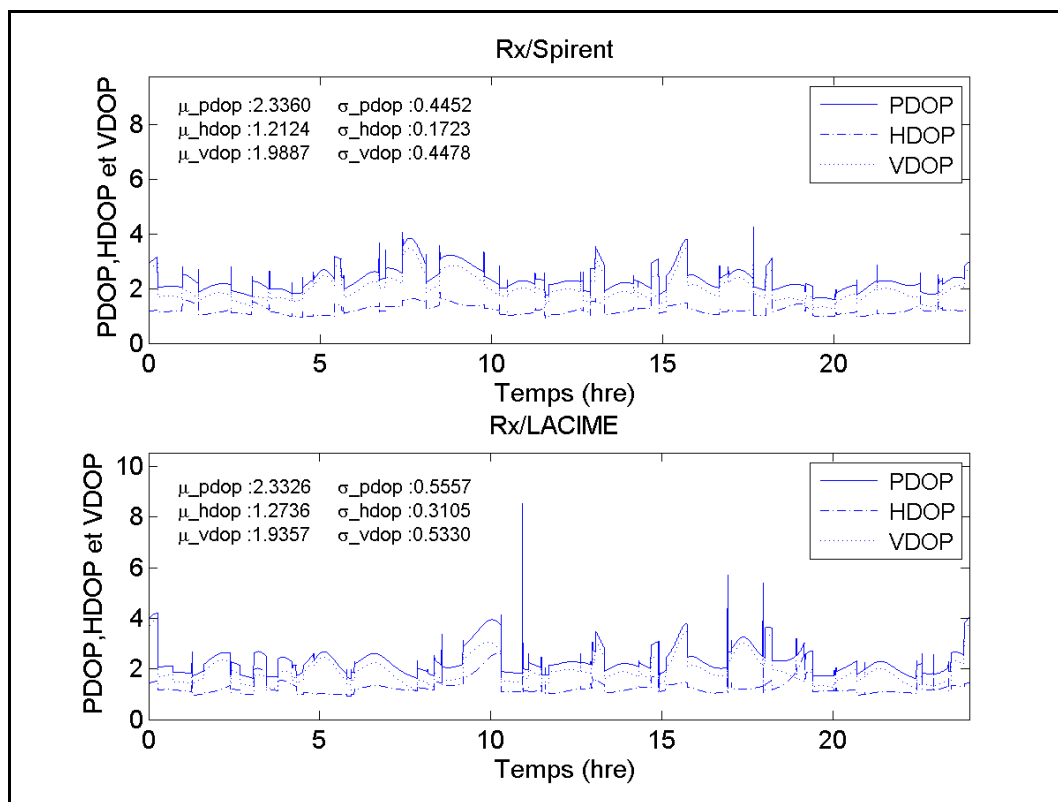 Rx/Spirent
PDOP,HDOP et VDOP
8
6
4
2
0
μ_pdop :2.3360 σ_pdop :0.4452
μ_hdop :1.2124 σ_hdop :0.1723
μ_vdop :1.9887 σ_vdop :0.4478
PDOP
HDOP
VDOP
0 5 10 15 20
Temps (hre)
Rx/LACIME
PDOP,HDOP et VDOP
10
8
6
4
2
0
μ_pdop :2.3326 σ_pdop :0.5557
μ_hdop :1.2736 σ_hdop :0.3105
μ_vdop :1.9357 σ_vdop :0.5330
PDOP
HDOP
VDOP
0 5 10 15 20
Temps (hre)